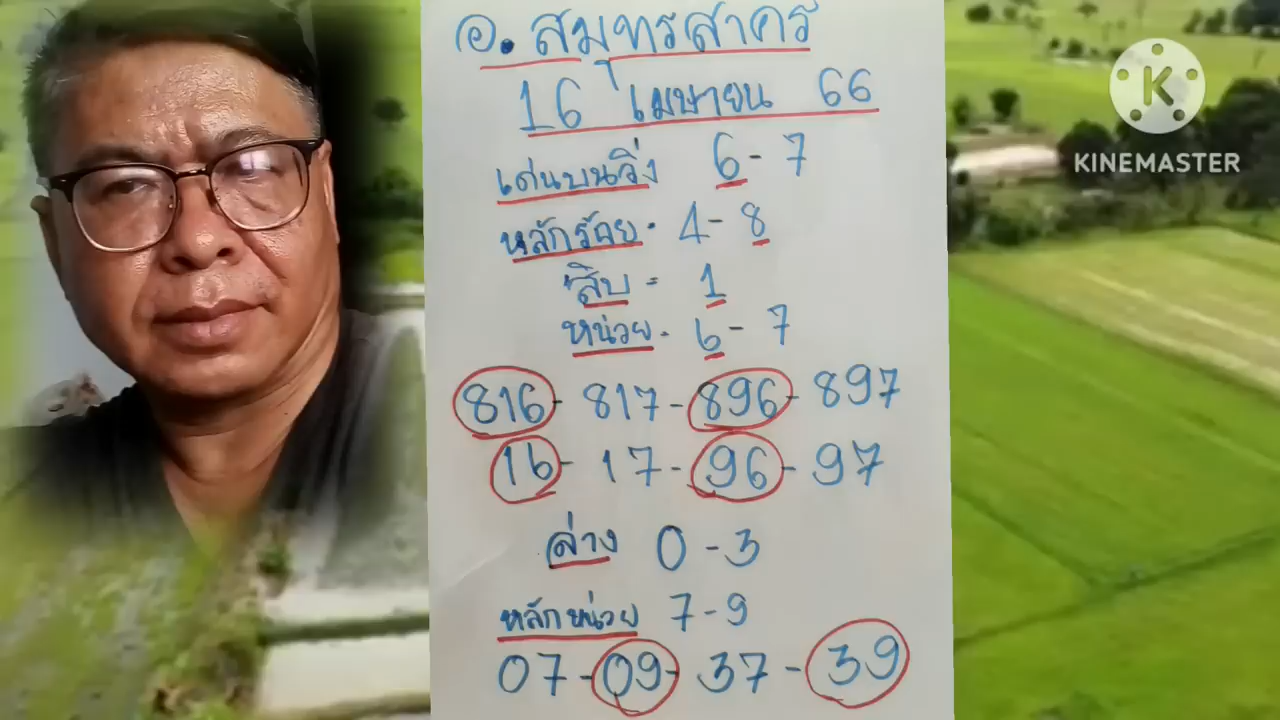 อ. สมุทรสาคร
16 เมษายน 66
เด่นบนวิ่ง 6-7
หลักร้อย. 4-8
สิบ = 1
หน่วย. 6-7
816-817-896-897
16-17-96-97
ล่าง 0-3
หลักหน่วย 7-9
07-09-37-39
KINEMASTER